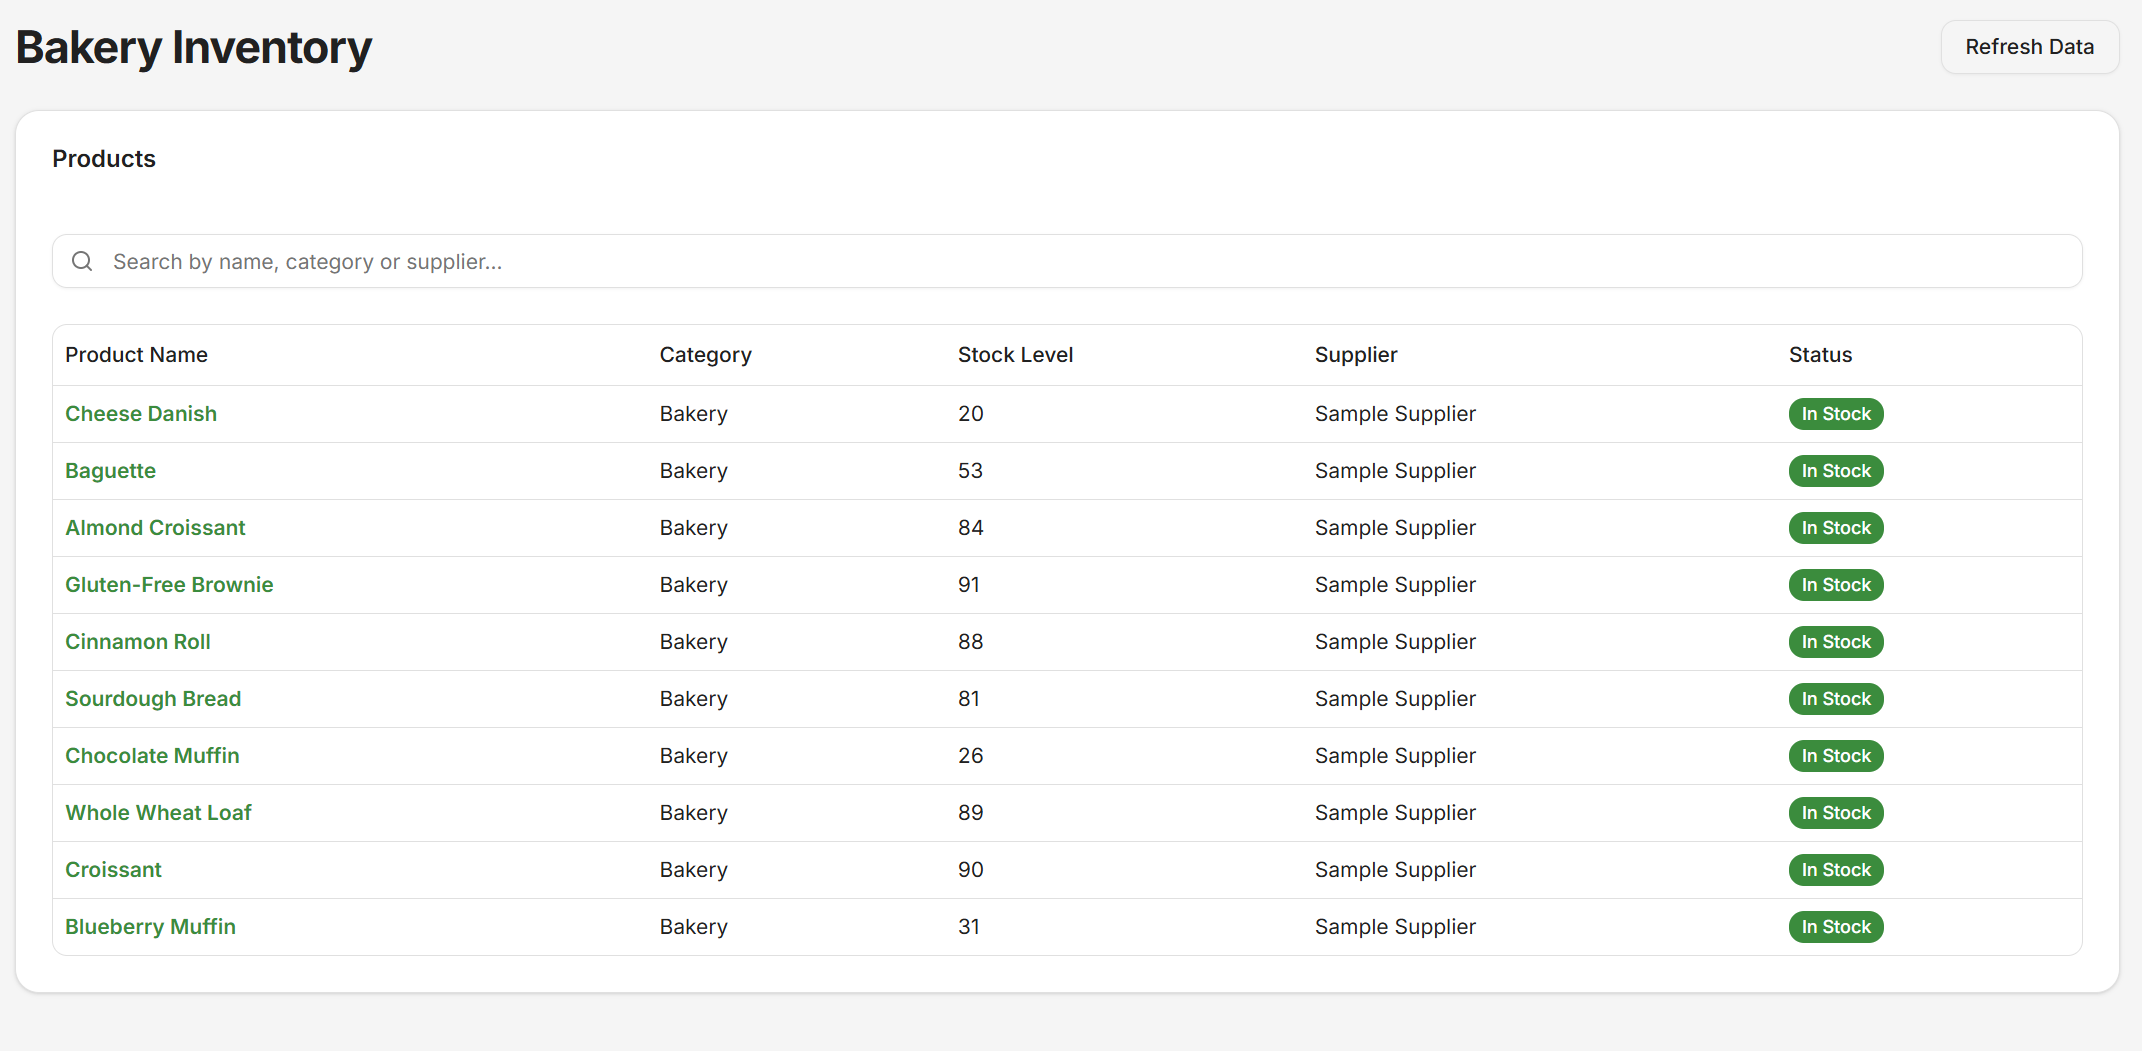 Bakery Inventory
Refresh Data
Products
Search by name, category or supplier...
Product Name Category Stock Level Supplier Status
Cheese Danish Bakery 20 Sample Supplier In Stock
Baguette Bakery 53 Sample Supplier In Stock
Almond Croissant Bakery 84 Sample Supplier In Stock
Gluten-Free Brownie Bakery 91 Sample Supplier In Stock
Cinnamon Roll Bakery 88 Sample Supplier In Stock
Sourdough Bread Bakery 81 Sample Supplier In Stock
Chocolate Muffin Bakery 26 Sample Supplier In Stock
Whole Wheat Loaf Bakery 89 Sample Supplier In Stock
Croissant Bakery 90 Sample Supplier In Stock
Blueberry Muffin Bakery 31 Sample Supplier In Stock